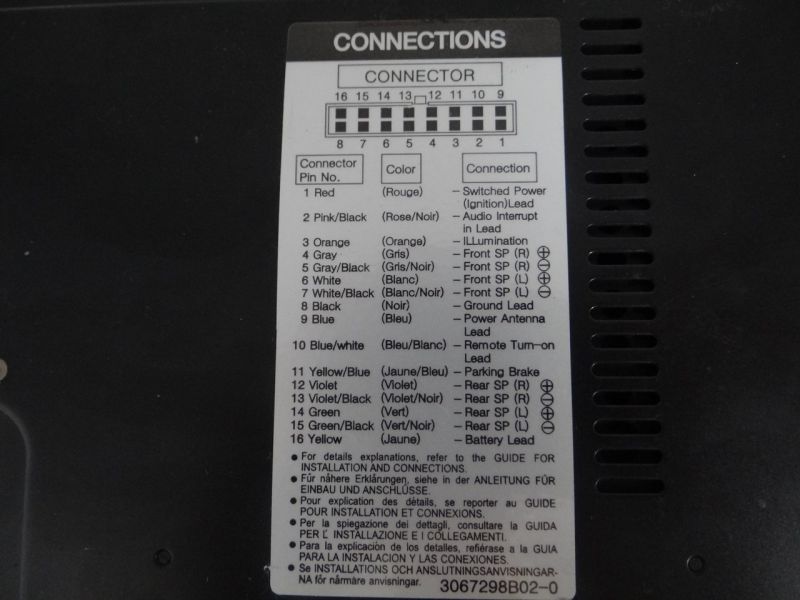 CONNECTIONS
CONNECTOR
16 15 14 13 12 11 10 9
8 7 6 5 4 3 2 1
Connector Pin No. Color Connection
1 Red (Rouge) – Switched Power
(Ignition)Lead
2 Pink/Black (Rose/Noir) – Audio Interrupt
in Lead
3 Orange (Orange) – ILLumination
4 Gray (Gris) – Front SP (R) ⊕
5 Gray/Black (Gris/Noir) – Front SP (R) ⊖
6 White (Blanc) – Front SP (L) ⊕
7 White/Black (Blanc/Noir) – Front SP (L) ⊖
8 Black (Noir) – Ground Lead
9 Blue (Bleu) – Power Antenna
Lead
10 Blue/white (Bleu/Blanc) – Remote Turn-on
Lead
11 Yellow/Blue (Jaune/Bleu) – Parking Brake
12 Violet (Violet) – Rear SP (R) ⊕
13 Violet/Black (Violet/Noir) – Rear SP (R) ⊖
14 Green (Vert) – Rear SP (L) ⊕
15 Green/Black (Vert/Noir) – Rear SP (L) ⊖
16 Yellow (Jaune) – Battery Lead
● For details explanations, refer to the GUIDE FOR
INSTALLATION AND CONNECTIONS.
● Für nähere Erklärungen, siehe in der ANLEITUNG FÜR
EINBAU UND ANSCHLÜSSE.
● Pour explication des détails, se reporter au GUIDE
POUR INSTALLATION ET CONNEXIONS.
● Per la spiegazione dei dettagli, consultare la GUIDA
PER L' INSTALLAZIONE E I COLLEGAMENTI.
● Para la explicación de los detalles, refiérase a la GUIA
PARA LA INSTALACION Y LAS CONEXIONES.
● Se INSTALLATIONS OCH ANSLUTNINGSANVISNINGAR-
NA för närmare anvisningar. 3067298B02-0